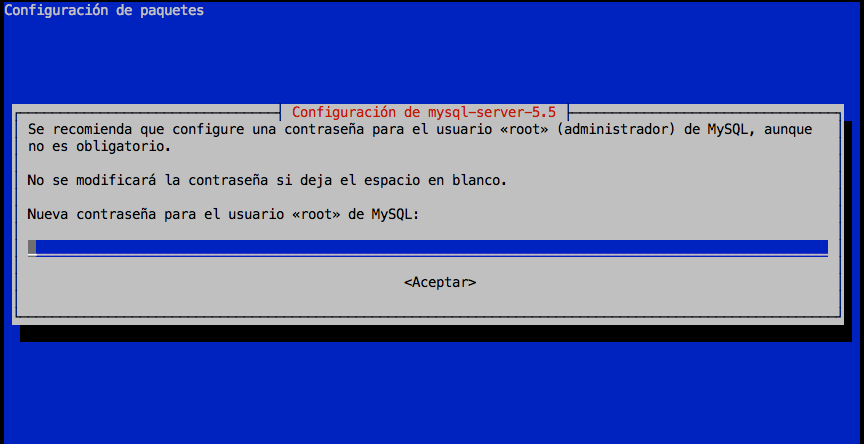 Configuración de paquetes
Configuración de mysql-server-5.5
Se recomienda que configure una contraseña para el usuario «root» (administrador) de MySQL, aunque
no es obligatorio.
No se modificará la contraseña si deja el espacio en blanco.
Nueva contraseña para el usuario «root» de MySQL:
<Aceptar>